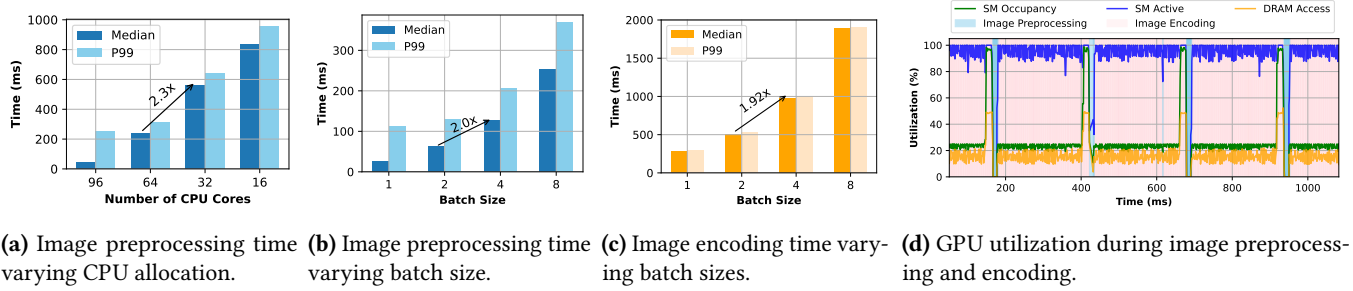 1000
800
600
400
200
0
Time (ms)
Median
P99
2.3x
96 64 32 16
Number of CPU Cores
300
200
100
0
Time (ms)
Median
P99
2.0x
1 2 4 8
Batch Size
2000
1500
1000
500
0
Time (ms)
Median
P99
1.92x
1 2 4 8
Batch Size
SM Occupancy SM Active DRAM Access
Image Preprocessing Image Encoding
100
80
60
40
20
0
Utilization (%)
200 400 600 800 1000
Time (ms)
(a) Image preprocessing time
varying CPU allocation.
(b) Image preprocessing time
varying batch size.
(c) Image encoding time vary-
ing batch sizes.
(d) GPU utilization during image preprocess-
ing and encoding.